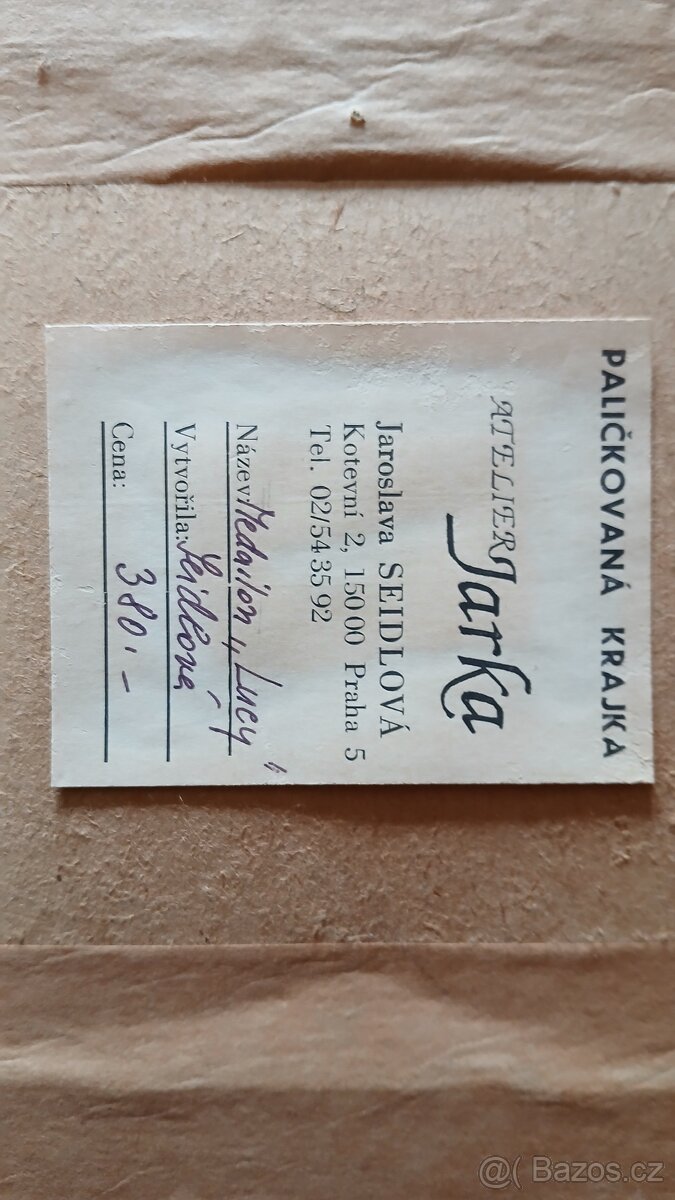 PALIČKOVANÁ KRAJKA
ATELIER Jarka
Jaroslava SEIDLOVÁ
Kotevní 2, 150 00 Praha 5
Tel. 02/54 35 92
Název: Medailon „Lucy"
Vytvořila: Seidlová
Cena: 380.-
@( Bazos.cz